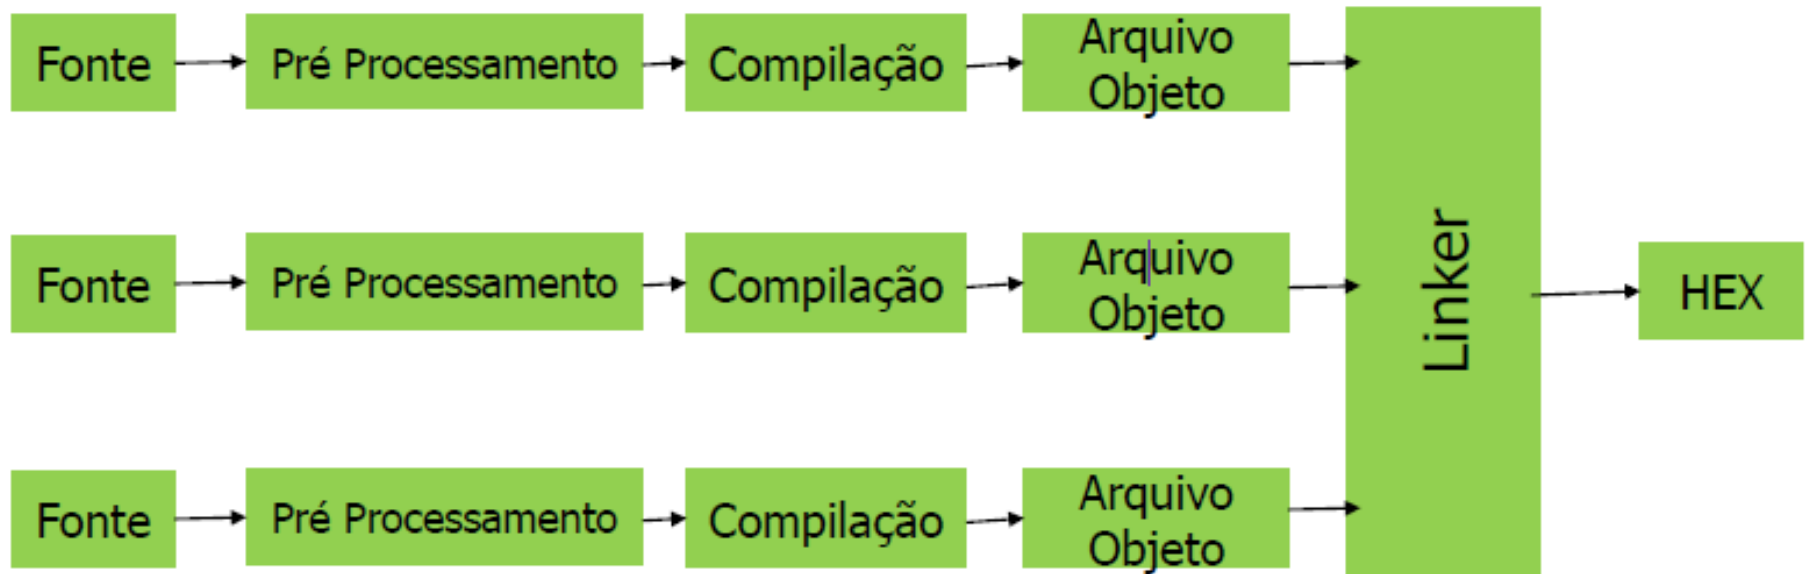 Fonte
Pré Processamento
Compilação
Arquivo
Objeto
Fonte
Pré Processamento
Compilação
Arquivo
Objeto
Fonte
Pré Processamento
Compilação
Arquivo
Objeto
Linker
HEX